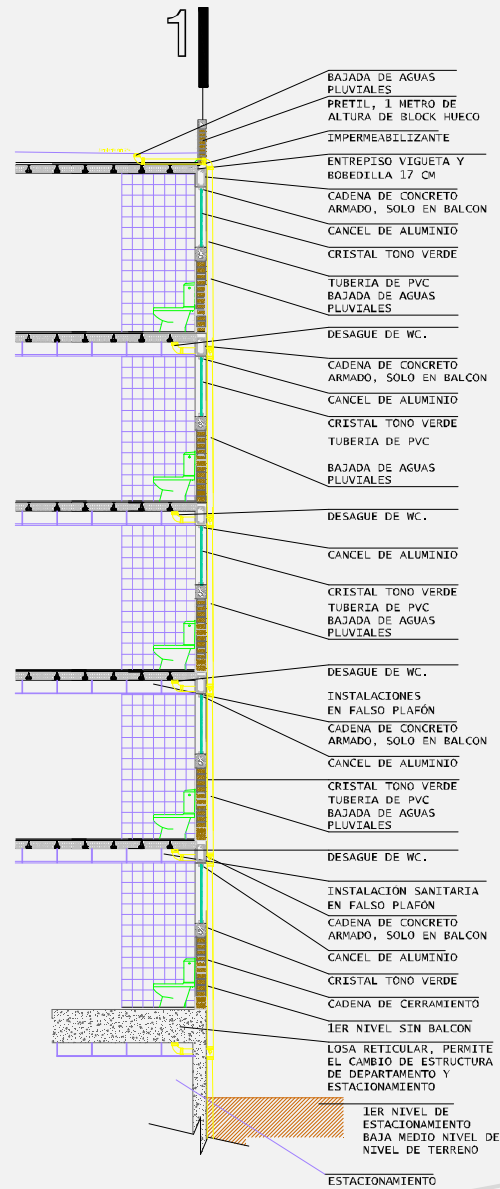 1
BAJADA DE AGUAS
PLUVIALES
PRETIL, 1 METRO DE
ALTURA DE BLOCK HUECO
IMPERMEABILIZANTE
ENTREPISO VIGUETA Y
BOBEDILLA 17 CM
CADENA DE CONCRETO
ARMADO, SOLO EN BALCON
CANCEL DE ALUMINIO
CRISTAL TONO VERDE
TUBERIA DE PVC
BAJADA DE AGUAS
PLUVIALES
DESAGUE DE WC.
CADENA DE CONCRETO
ARMADO, SOLO EN BALCON
CANCEL DE ALUMINIO
CRISTAL TONO VERDE
TUBERIA DE PVC
BAJADA DE AGUAS
PLUVIALES
DESAGUE DE WC.
CANCEL DE ALUMINIO
CRISTAL TONO VERDE
TUBERIA DE PVC
BAJADA DE AGUAS
PLUVIALES
DESAGUE DE WC.
INSTALACIONES
EN FALSO PLAFÓN
CADENA DE CONCRETO
ARMADO, SOLO EN BALCON
CANCEL DE ALUMINIO
CRISTAL TONO VERDE
TUBERIA DE PVC
BAJADA DE AGUAS
PLUVIALES
DESAGUE DE WC.
INSTALACIÓN SANITARIA
EN FALSO PLAFÓN
CADENA DE CONCRETO
ARMADO, SOLO EN BALCON
CANCEL DE ALUMINIO
CRISTAL TONO VERDE
CADENA DE CERRAMIENTO
1ER NIVEL SIN BALCON
LOSA RETICULAR, PERMITE
EL CAMBIO DE ESTRUCTURA
DE DEPARTAMENTO Y
ESTACIONAMIENTO
1ER NIVEL DE
ESTACIONAMIENTO
BAJA MEDIO NIVEL DE
NIVEL DE TERRENO
ESTACIONAMIENTO